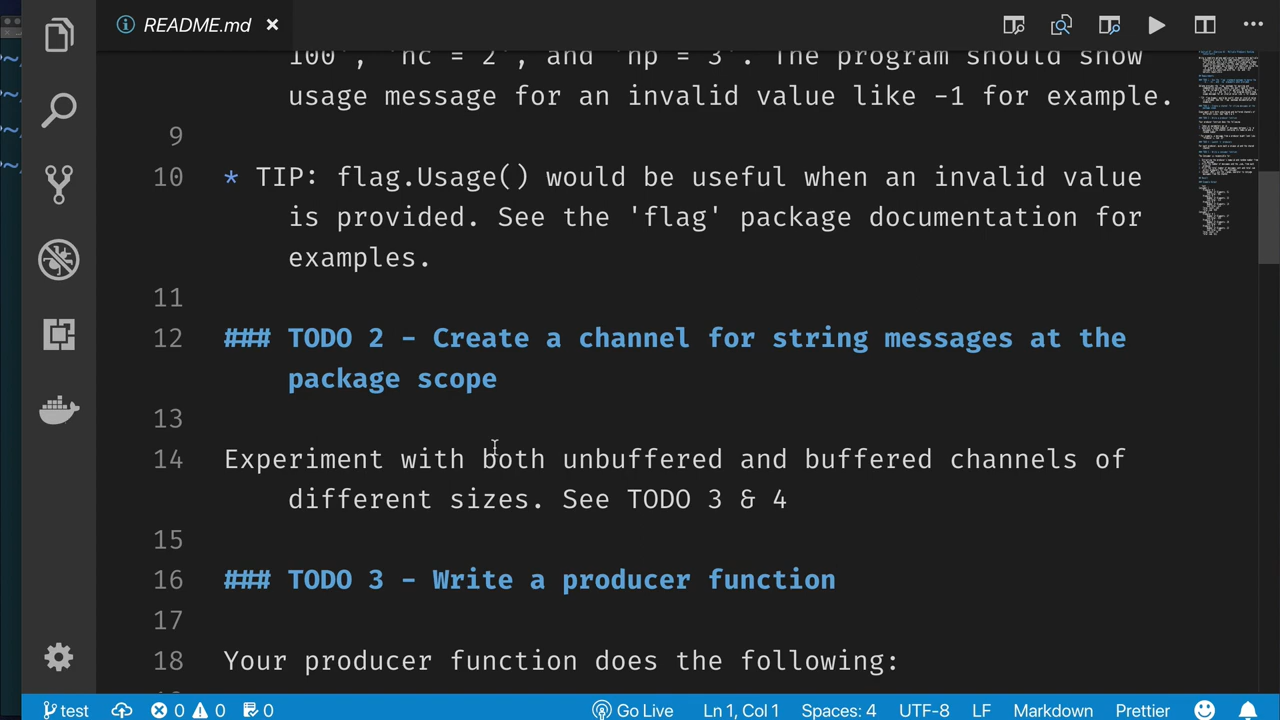 README.md
100`, `nc = 2`, and `np = 3`. The program should show
usage message for an invalid value like -1 for example.
9
10 * TIP: flag.Usage() would be useful when an invalid value
is provided. See the 'flag' package documentation for
examples.
11
12 ### TODO 2 - Create a channel for string messages at the
package scope
13
14 Experiment with both unbuffered and buffered channels of
different sizes. See TODO 3 & 4
15
16 ### TODO 3 - Write a producer function
17
18 Your producer function does the following:
test 0 0 0 Go Live Ln 1, Col 1 Spaces: 4 UTF-8 LF Markdown Prettier